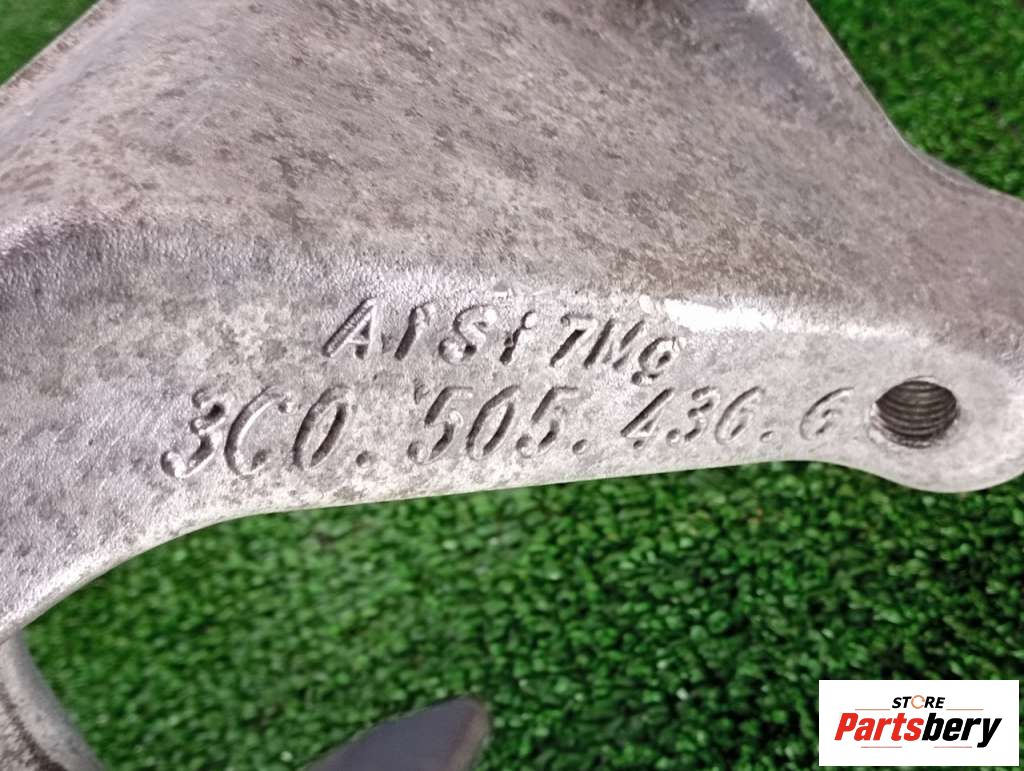 AlSi7Mg
3C0.505.436.G
STORE
Partsbery